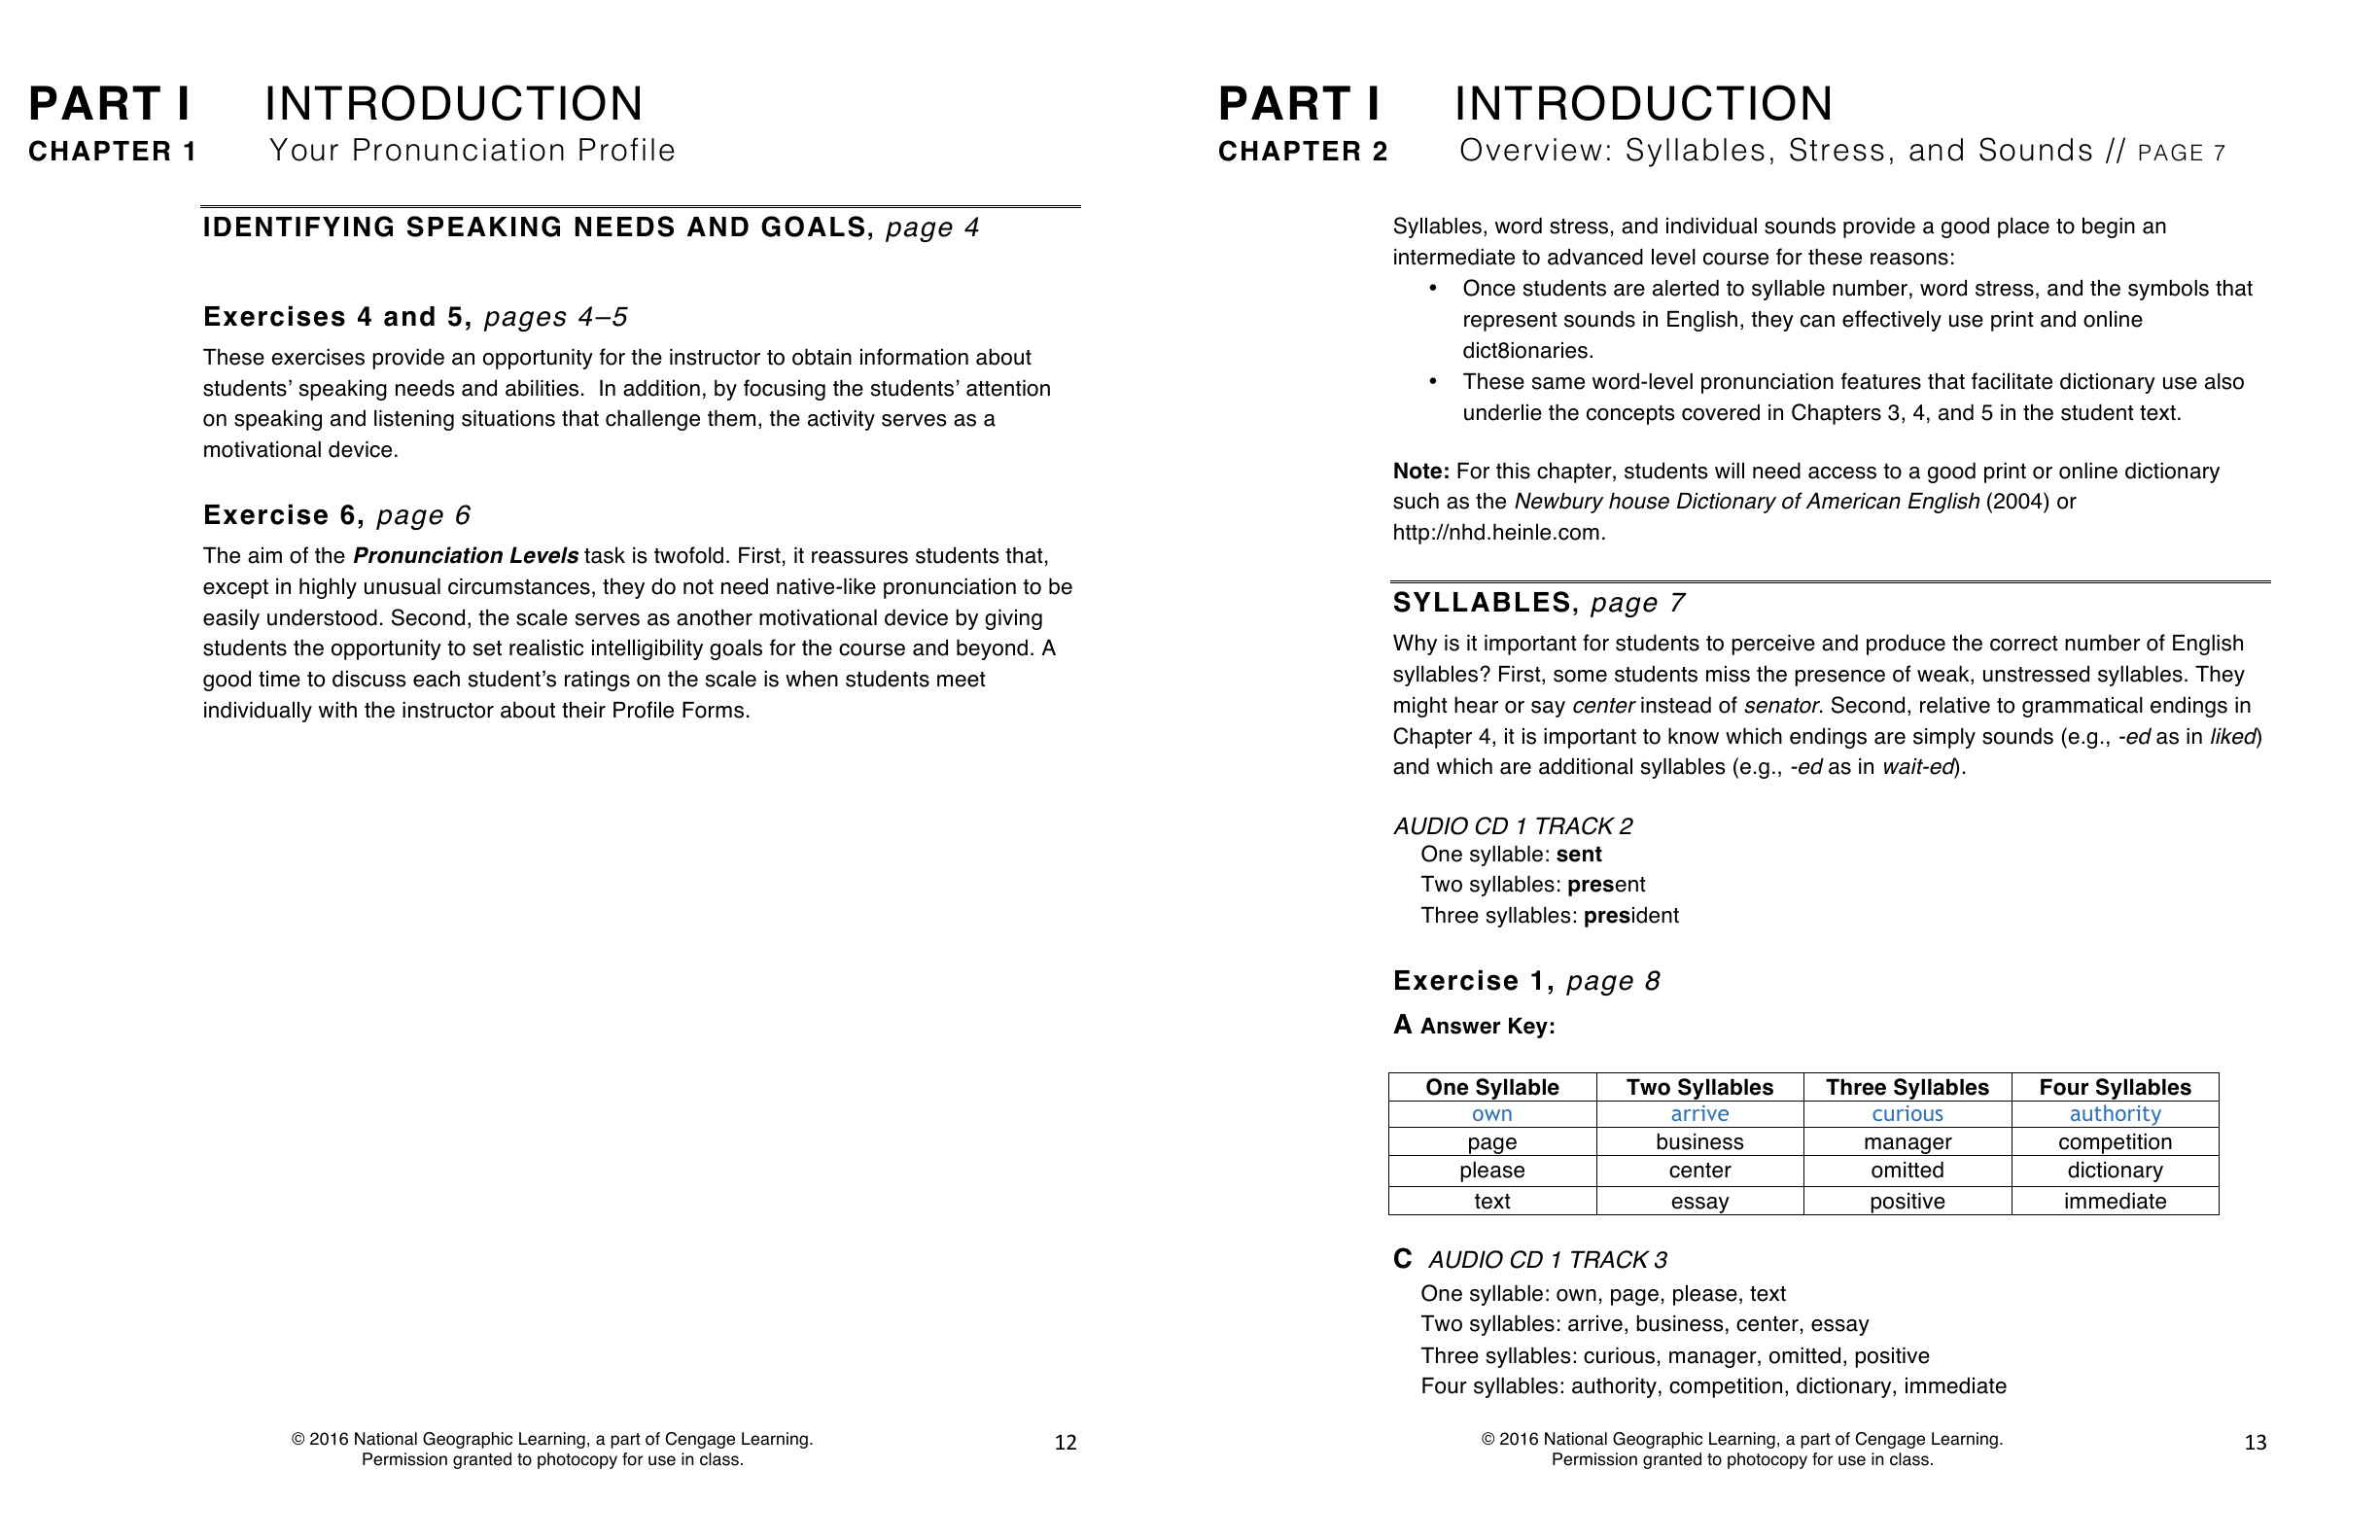 PART I INTRODUCTION
CHAPTER 1 Your Pronunciation Profile
IDENTIFYING SPEAKING NEEDS AND GOALS, page 4
Exercises 4 and 5, pages 4–5
These exercises provide an opportunity for the instructor to obtain information about
students’ speaking needs and abilities.  In addition, by focusing the students’ attention
on speaking and listening situations that challenge them, the activity serves as a
motivational device.
Exercise 6, page 6
The aim of the Pronunciation Levels task is twofold. First, it reassures students that,
except in highly unusual circumstances, they do not need native-like pronunciation to be
easily understood. Second, the scale serves as another motivational device by giving
students the opportunity to set realistic intelligibility goals for the course and beyond. A
good time to discuss each student’s ratings on the scale is when students meet
individually with the instructor about their Profile Forms.
© 2016 National Geographic Learning, a part of Cengage Learning.
Permission granted to photocopy for use in class.
12
PART I INTRODUCTION
CHAPTER 2 Overview: Syllables, Stress, and Sounds // PAGE 7
Syllables, word stress, and individual sounds provide a good place to begin an
intermediate to advanced level course for these reasons:
• Once students are alerted to syllable number, word stress, and the symbols that
represent sounds in English, they can effectively use print and online
dict8ionaries.
• These same word-level pronunciation features that facilitate dictionary use also
underlie the concepts covered in Chapters 3, 4, and 5 in the student text.
Note: For this chapter, students will need access to a good print or online dictionary
such as the Newbury house Dictionary of American English (2004) or
http://nhd.heinle.com.
SYLLABLES, page 7
Why is it important for students to perceive and produce the correct number of English
syllables? First, some students miss the presence of weak, unstressed syllables. They
might hear or say center instead of senator. Second, relative to grammatical endings in
Chapter 4, it is important to know which endings are simply sounds (e.g., -ed as in liked)
and which are additional syllables (e.g., -ed as in wait-ed).
AUDIO CD 1 TRACK 2
One syllable: sent
Two syllables: present
Three syllables: president
Exercise 1, page 8
A Answer Key:
One Syllable Two Syllables Three Syllables Four Syllables
own arrive curious authority
page business manager competition
please center omitted dictionary
text essay positive immediate
C AUDIO CD 1 TRACK 3
One syllable: own, page, please, text
Two syllables: arrive, business, center, essay
Three syllables: curious, manager, omitted, positive
Four syllables: authority, competition, dictionary, immediate
© 2016 National Geographic Learning, a part of Cengage Learning.
Permission granted to photocopy for use in class.
13